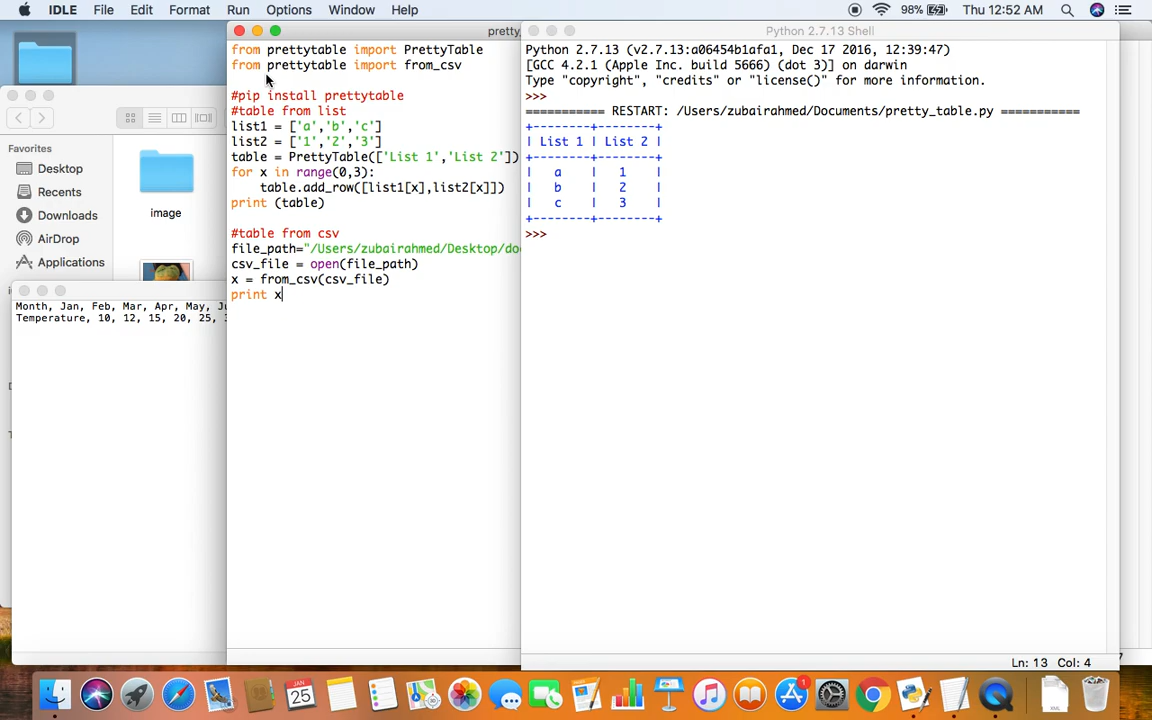 IDLE File Edit Format Run Options Window Help 98% Thu 12:52 AM
Favorites
Desktop
Recents
Downloads
AirDrop
Applications
image
Month, Jan, Feb, Mar, Apr, May,
Temperature, 10, 12, 15, 20, 25,
pretty_
from prettytable import PrettyTable
from prettytable import from_csv
#pip install prettytable
#table from list
list1 = ['a','b','c']
list2 = ['1','2','3']
table = PrettyTable(['List 1','List 2'])
for x in range(0,3):
table.add_row([list1[x],list2[x]])
print (table)
#table from csv
file_path="/Users/zubairahmed/Desktop/do
csv_file = open(file_path)
x = from_csv(csv_file)
print x
Python 2.7.13 Shell
Python 2.7.13 (v2.7.13:a06454b1afa1, Dec 17 2016, 12:39:47)
[GCC 4.2.1 (Apple Inc. build 5666) (dot 3)] on darwin
Type "copyright", "credits" or "license()" for more information.
>>>
=========== RESTART: /Users/zubairahmed/Documents/pretty_table.py ===========
+--------+--------+
| List 1 | List 2 |
+--------+--------+
| a | 1 |
| b | 2 |
| c | 3 |
+--------+--------+
>>>
Ln: 13 Col: 4
25
1
XML